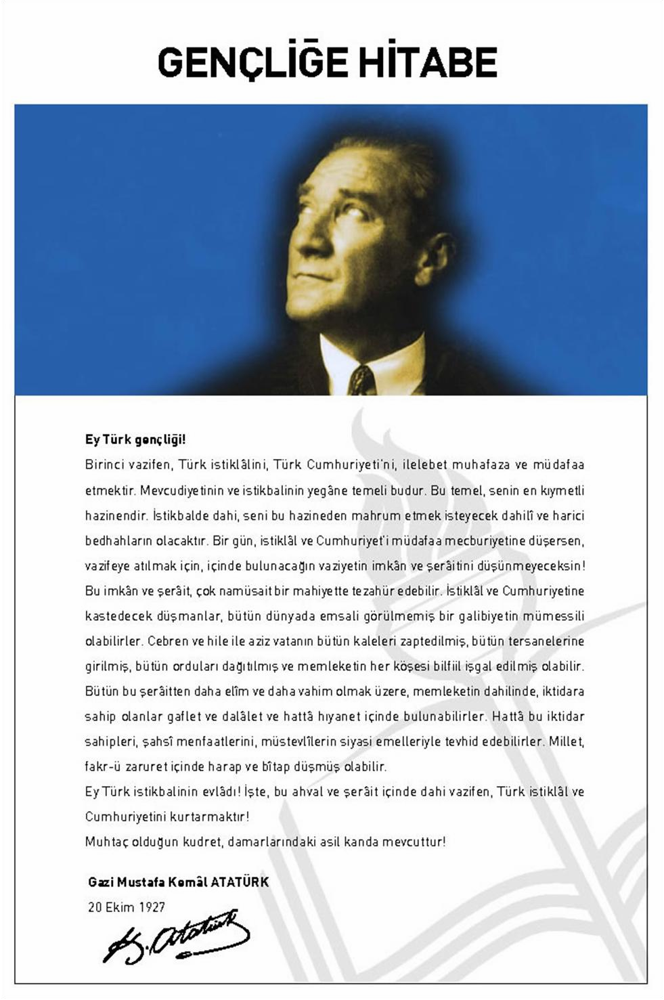 GENÇLİĞE HİTABE
Ey Türk gençliği!
Birinci vazifen, Türk istiklâlini, Türk Cumhuriyeti'ni, ilelebet muhafaza ve müdafaa
etmektir. Mevcudiyetinin ve istikbalinin yegâne temeli budur. Bu temel, senin en kıymetli
hazinendir. İstikbalde dahi, seni bu hazineden mahrum etmek isteyecek dahilî ve harici
bedhahların olacaktır. Bir gün, istiklâl ve Cumhuriyet'i müdafaa mecburiyetine düşersen,
vazifeye atılmak için, içinde bulunacağın vaziyetin imkân ve şerâitini düşünmeyeceksin!
Bu imkân ve şerâit, çok namüsait bir mahiyette tezahür edebilir. İstiklâl ve Cumhuriyetine
kastedecek düşmanlar, bütün dünyada emsali görülmemiş bir galibiyetin mümessili
olabilirler. Cebren ve hile ile aziz vatanın bütün kaleleri zaptedilmiş, bütün tersanelerine
girilmiş, bütün orduları dağıtılmış ve memleketin her köşesi bilfiil işgal edilmiş olabilir.
Bütün bu şerâitten daha elîm ve daha vahim olmak üzere, memleketin dahilinde, iktidara
sahip olanlar gaflet ve dalâlet ve hattâ hıyanet içinde bulunabilirler. Hattâ bu iktidar
sahipleri, şahsî menfaatlerini, müstevlîlerin siyasi emelleriyle tevhid edebilirler. Millet,
fakr-ü zaruret içinde harap ve bîtap düşmüş olabilir.
Ey Türk istikbalinin evlâdı! İşte, bu ahval ve şerâit içinde dahi vazifen, Türk istiklâl ve
Cumhuriyetini kurtarmaktır!
Muhtaç olduğun kudret, damarlarındaki asil kanda mevcuttur!
Gazi Mustafa Kemâl ATATÜRK
20 Ekim 1927
K. Atatürk